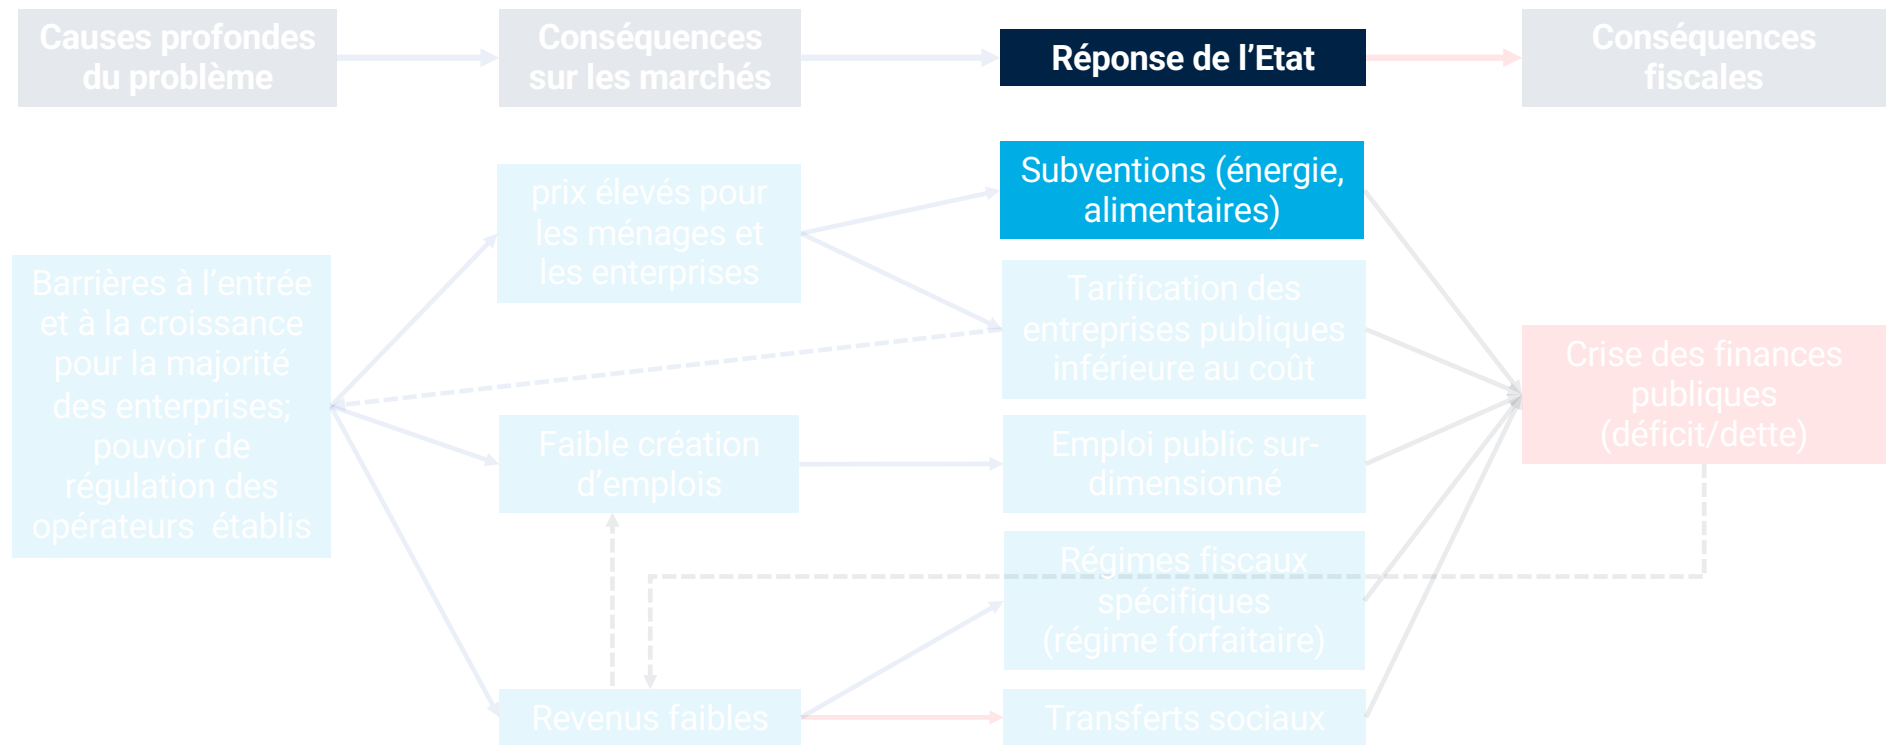 Causes profondes
du problème
Conséquences
sur les marchés
Réponse de l’Etat
Conséquences
fiscales
Barrières à l’entrée
et à la croissance
pour la majorité
des enterprises;
pouvoir de
régulation des
opérateurs  établis
prix élevés pour
les ménages et
les enterprises
Faible création
d’emplois
Revenus faibles
Subventions (énergie,
alimentaires)
Tarification des
entreprises publiques
inférieure au coût
Emploi public sur-
dimensionné
Régimes fiscaux
spécifiques
(régime forfaitaire)
Transferts sociaux
Crise des finances
publiques
(déficit/dette)